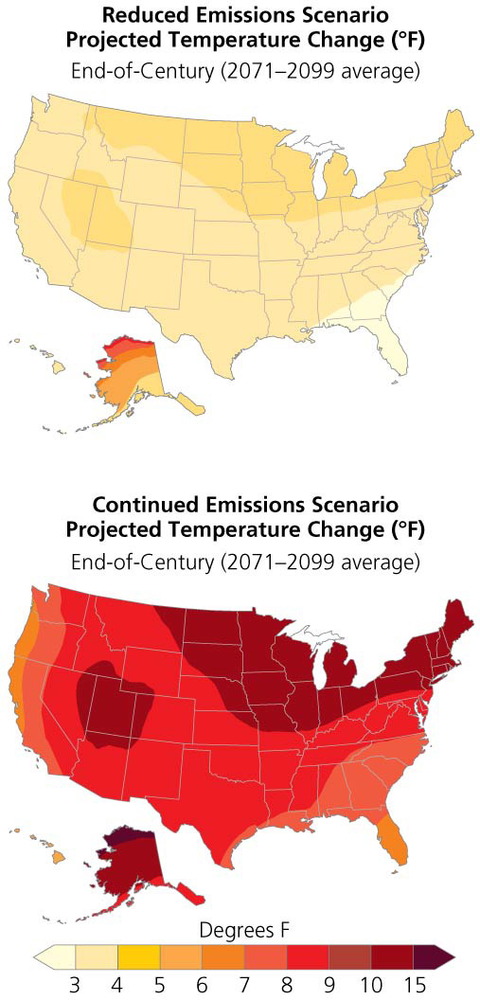 Reduced Emissions Scenario
Projected Temperature Change (°F)
End-of-Century (2071–2099 average)
Continued Emissions Scenario
Projected Temperature Change (°F)
End-of-Century (2071–2099 average)
Degrees F
3 4 5 6 7 8 9 10 15